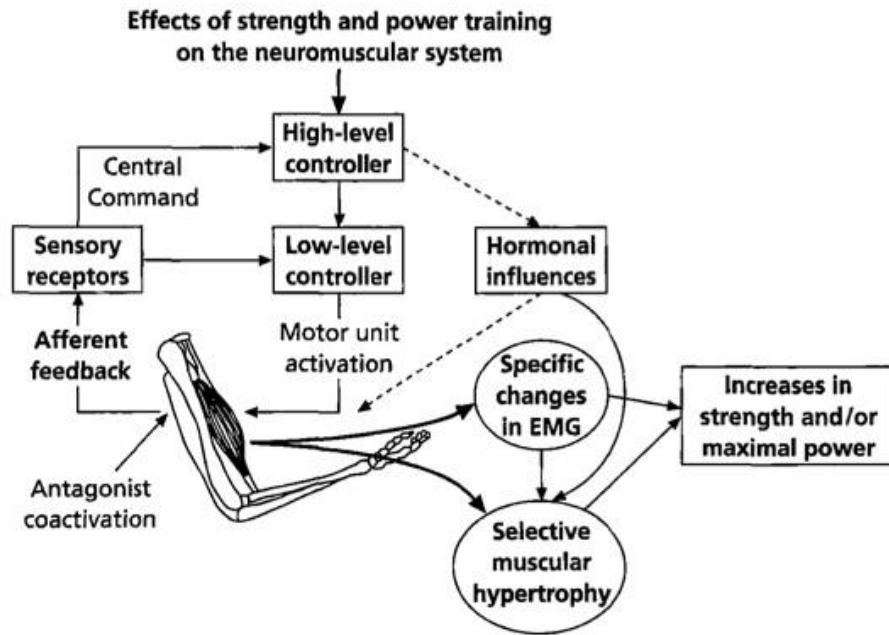 Effects of strength and power training
on the neuromuscular system
High-level
controller
Central
Command
Sensory
receptors
Low-level
controller
Hormonal
influences
Afferent
feedback
Motor unit
activation
Specific
changes
in EMG
Increases in
strength and/or
maximal power
Antagonist
coactivation
Selective
muscular
hypertrophy